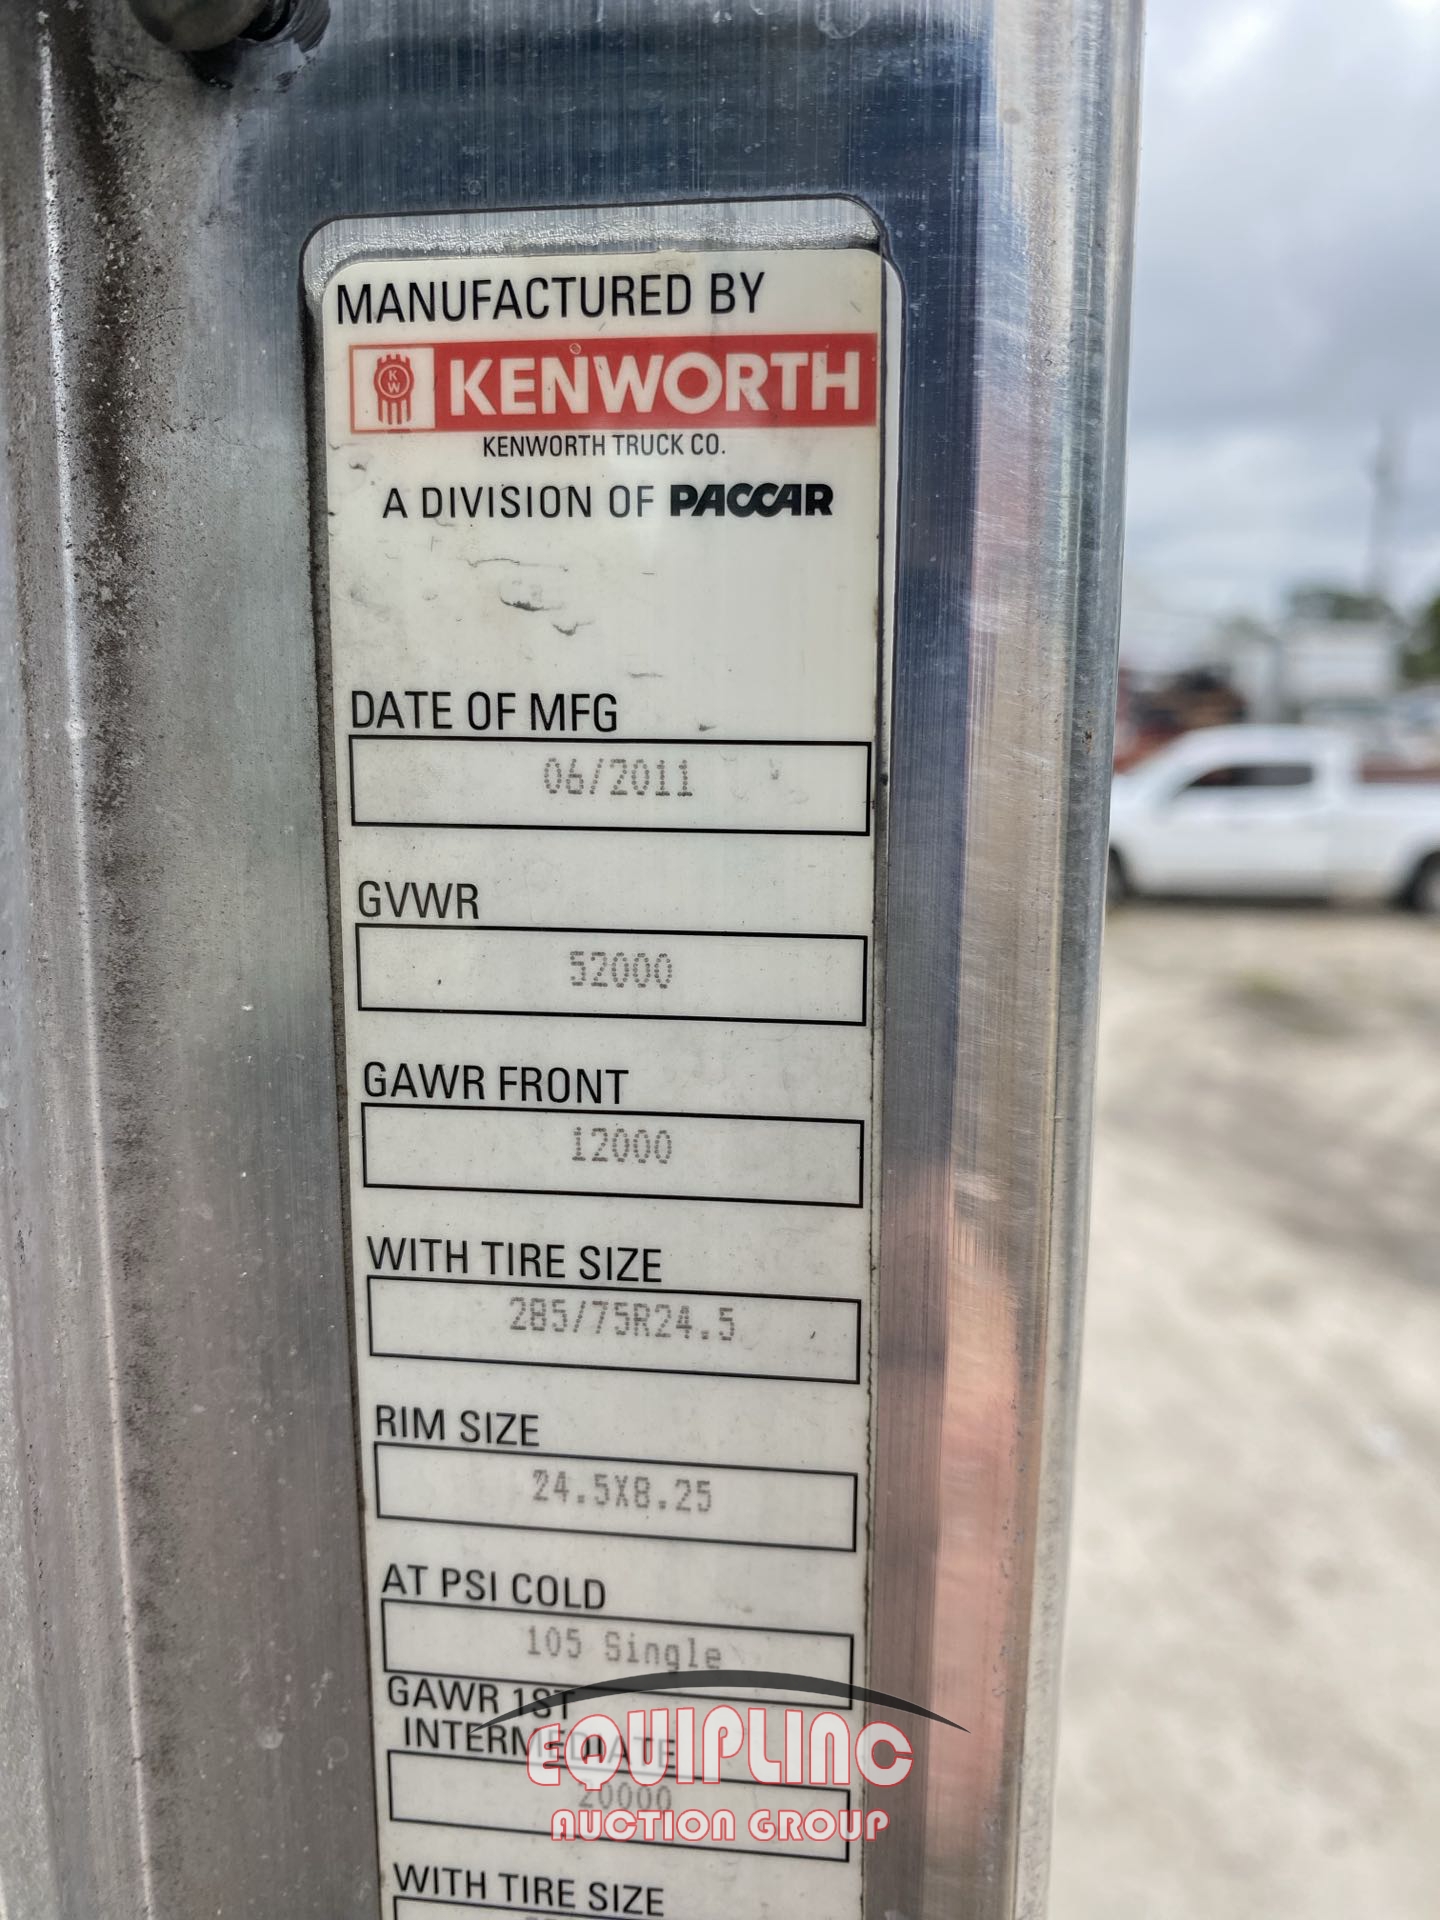 MANUFACTURED BY
KW KENWORTH
KENWORTH TRUCK CO.
A DIVISION OF PACCAR
DATE OF MFG
06/2011
GVWR
52000
GAWR FRONT
12000
WITH TIRE SIZE
285/75R24.5
RIM SIZE
24.5X8.25
AT PSI COLD
105 Single
GAWR 1ST
INTERMEDIATE
20000
EQUIPLINC
AUCTION GROUP
WITH TIRE SIZE